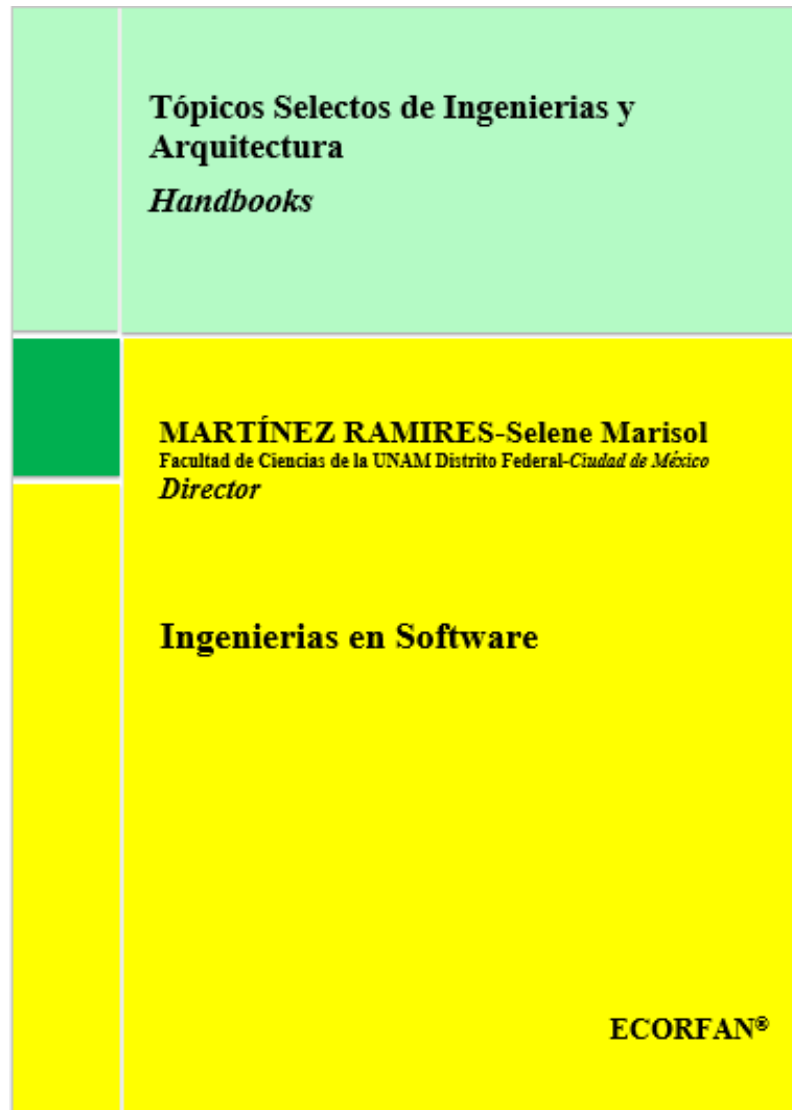 Tópicos Selectos de Ingenierias y
Arquitectura
Handbooks
MARTÍNEZ RAMIRES-Selene Marisol
Facultad de Ciencias de la UNAM Distrito Federal-Ciudad de México
Director
Ingenierias en Software
ECORFAN®